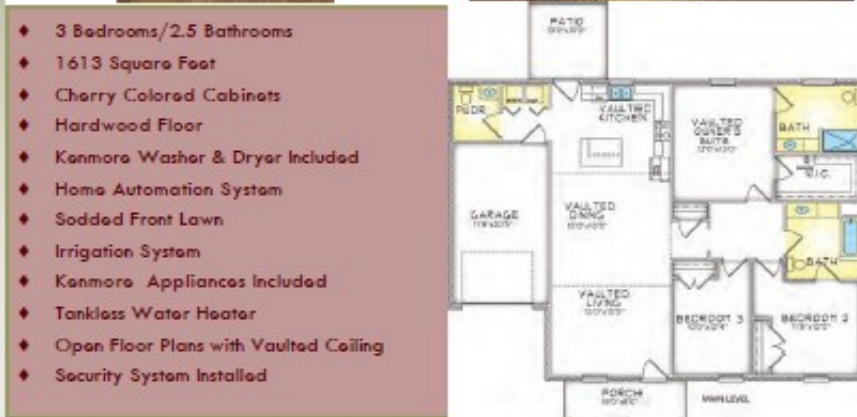 ♦ 3 Bedrooms/2.5 Bathrooms
♦ 1613 Square Feet
♦ Cherry Colored Cabinets
♦ Hardwood Floor
♦ Kenmore Washer & Dryer Included
♦ Home Automation System
♦ Sodded Front Lawn
♦ Irrigation System
♦ Kenmore Appliances Included
♦ Tankless Water Heater
♦ Open Floor Plans with Vaulted Ceiling
♦ Security System Installed
PATIO
PWDR
VAULTED
KITCHEN
VAULTED
OWNER'S
SUITE
BATH
W.I.C.
GARAGE
VAULTED
DINING
BATH
VAULTED
LIVING
BEDROOM 3
BEDROOM 2
PORCH
MAIN LEVEL